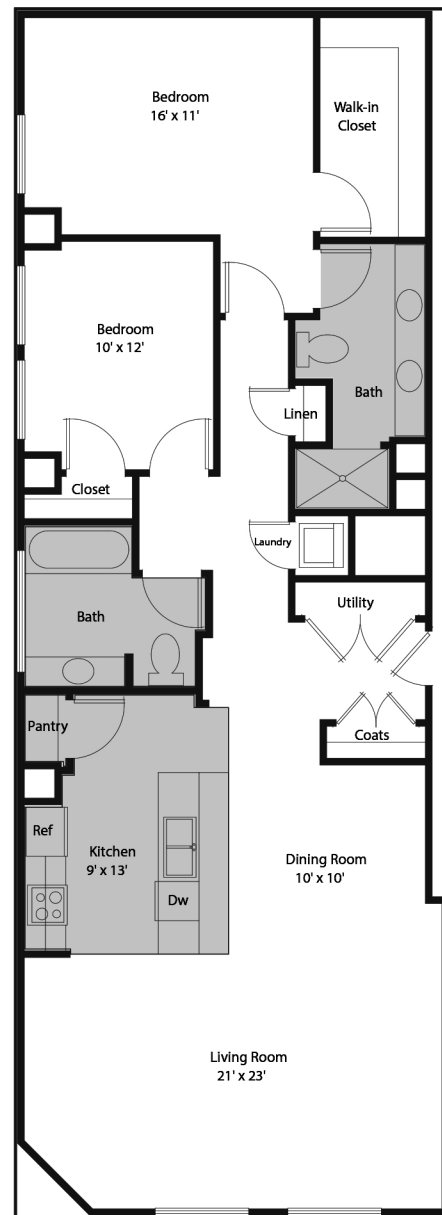 Bedroom
16' x 11'
Walk-in
Closet
Bedroom
10' x 12'
Bath
Linen
Closet
Laundry
Utility
Bath
Pantry
Coats
Ref
Kitchen
9' x 13'
Dining Room
10' x 10'
Dw
Living Room
21' x 23'